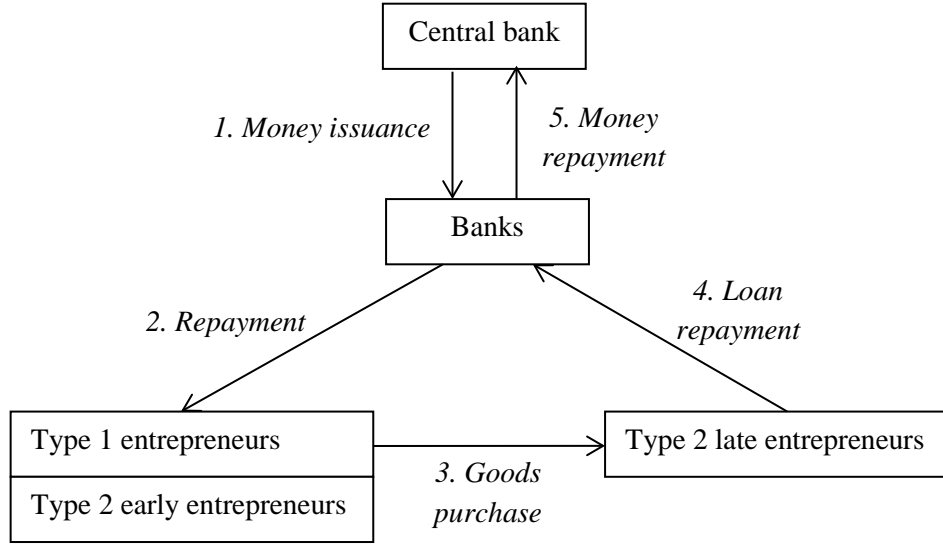 Central bank
1. Money issuance
5. Money
repayment
Banks
2. Repayment
4. Loan
repayment
Type 1 entrepreneurs
Type 2 early entrepreneurs
3. Goods
purchase
Type 2 late entrepreneurs